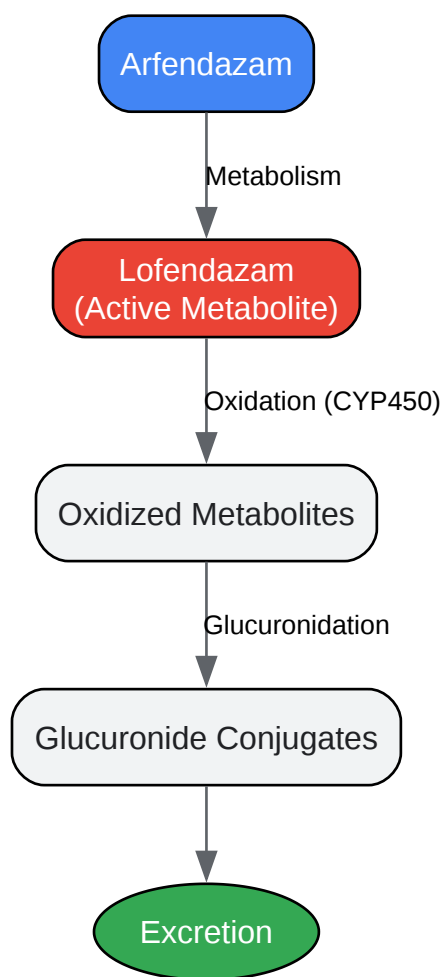 Arfendazam
Metabolism
Lofendazam
(Active Metabolite)
Oxidation (CYP450)
Oxidized Metabolites
Glucuronidation
Glucuronide Conjugates
Excretion